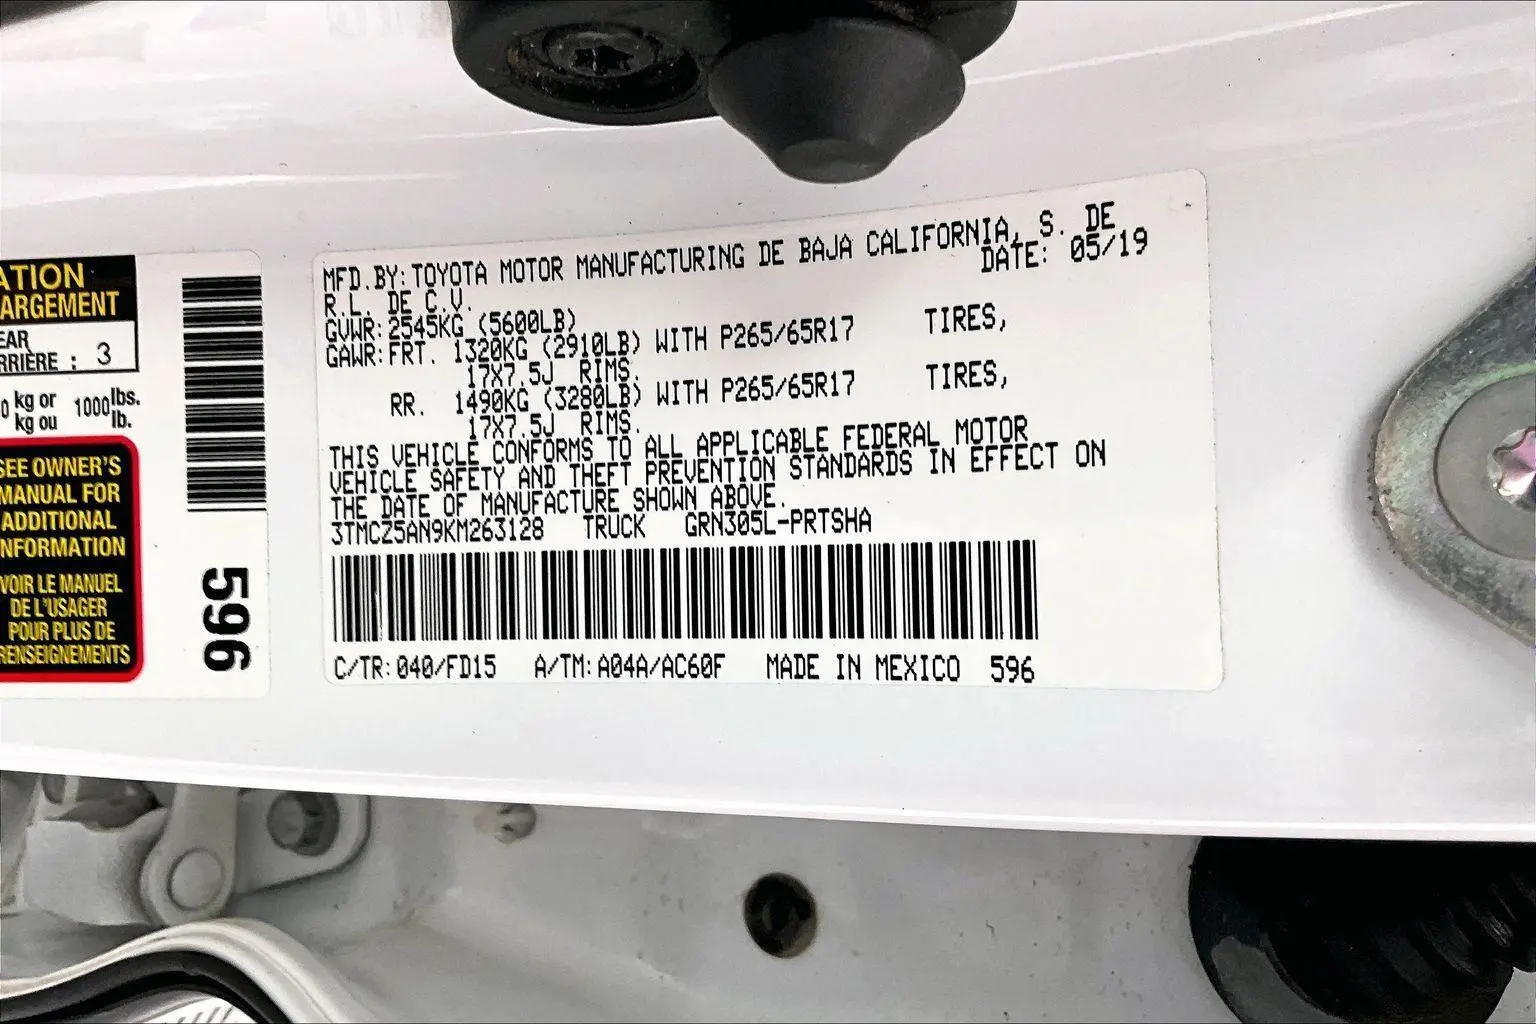 ATION
ARGEMENT
EAR
RRIÈRE : 3
0 kg or 1000 lbs.
kg ou lb.
SEE OWNER'S
MANUAL FOR
ADDITIONAL
INFORMATION
VOIR LE MANUEL
DE L'USAGER
POUR PLUS DE
RENSEIGNEMENTS
596
MFD.BY: TOYOTA MOTOR MANUFACTURING DE BAJA CALIFORNIA, S. DE
R.L. DE C.V. DATE: 05/19
GVWR: 2545KG (5600LB)
GAWR: FRT. 1320KG (2910LB) WITH P265/65R17 TIRES,
17X7.5J RIMS.
RR. 1490KG (3280LB) WITH P265/65R17 TIRES,
17X7.5J RIMS.
THIS VEHICLE CONFORMS TO ALL APPLICABLE FEDERAL MOTOR
VEHICLE SAFETY AND THEFT PREVENTION STANDARDS IN EFFECT ON
THE DATE OF MANUFACTURE SHOWN ABOVE.
3TMCZ5AN9KM263128 TRUCK GRN305L-PRTSHA
C/TR: 040/FD15 A/TM: A04A/AC60F MADE IN MEXICO 596